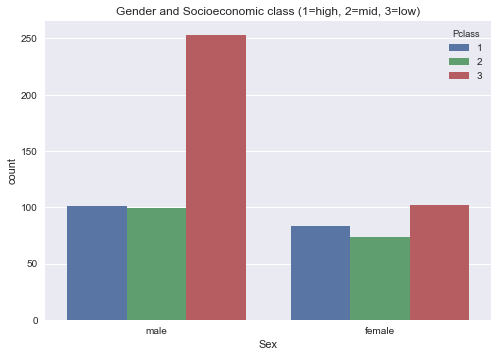 Gender and Socioeconomic class (1=high, 2=mid, 3=low)
Pclass
1
2
3
250
200
150
100
50
0
count
male female
Sex